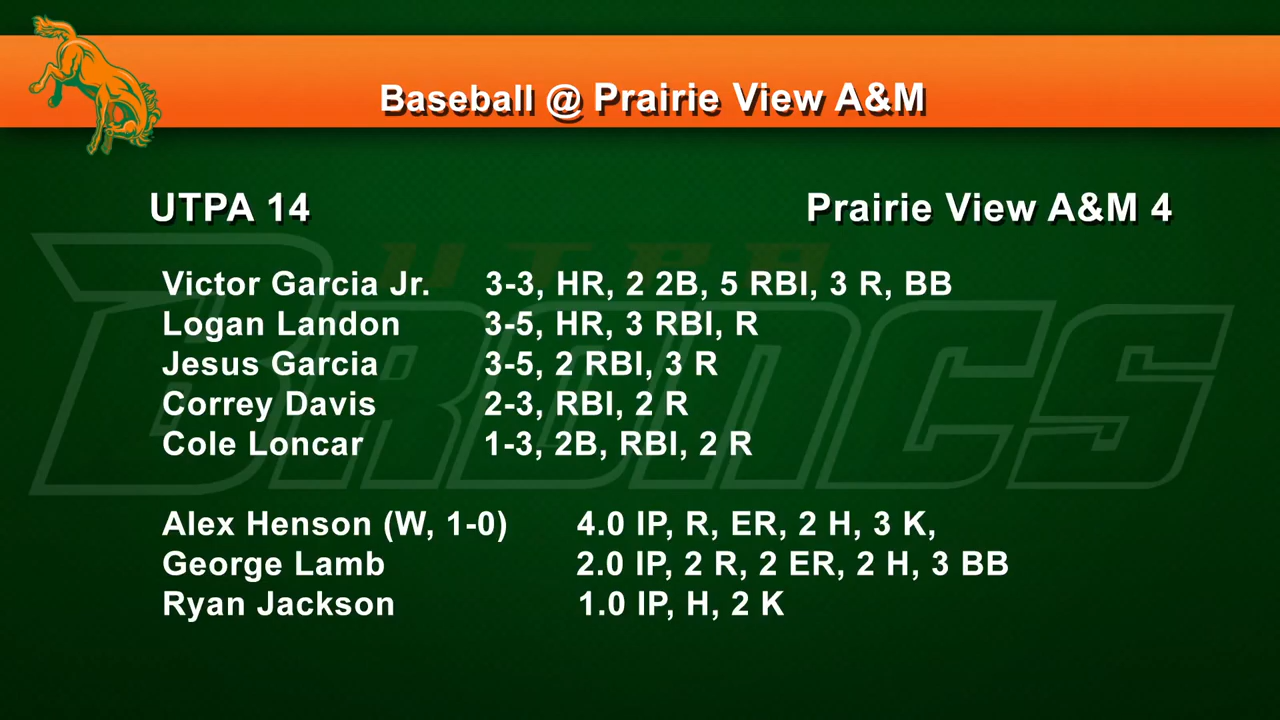 Baseball @ Prairie View A&M
UTPA 14 Prairie View A&M 4
UTPA
BRONCS
Victor Garcia Jr. 3-3, HR, 2 2B, 5 RBI, 3 R, BB
Logan Landon 3-5, HR, 3 RBI, R
Jesus Garcia 3-5, 2 RBI, 3 R
Correy Davis 2-3, RBI, 2 R
Cole Loncar 1-3, 2B, RBI, 2 R
Alex Henson (W, 1-0) 4.0 IP, R, ER, 2 H, 3 K,
George Lamb 2.0 IP, 2 R, 2 ER, 2 H, 3 BB
Ryan Jackson 1.0 IP, H, 2 K